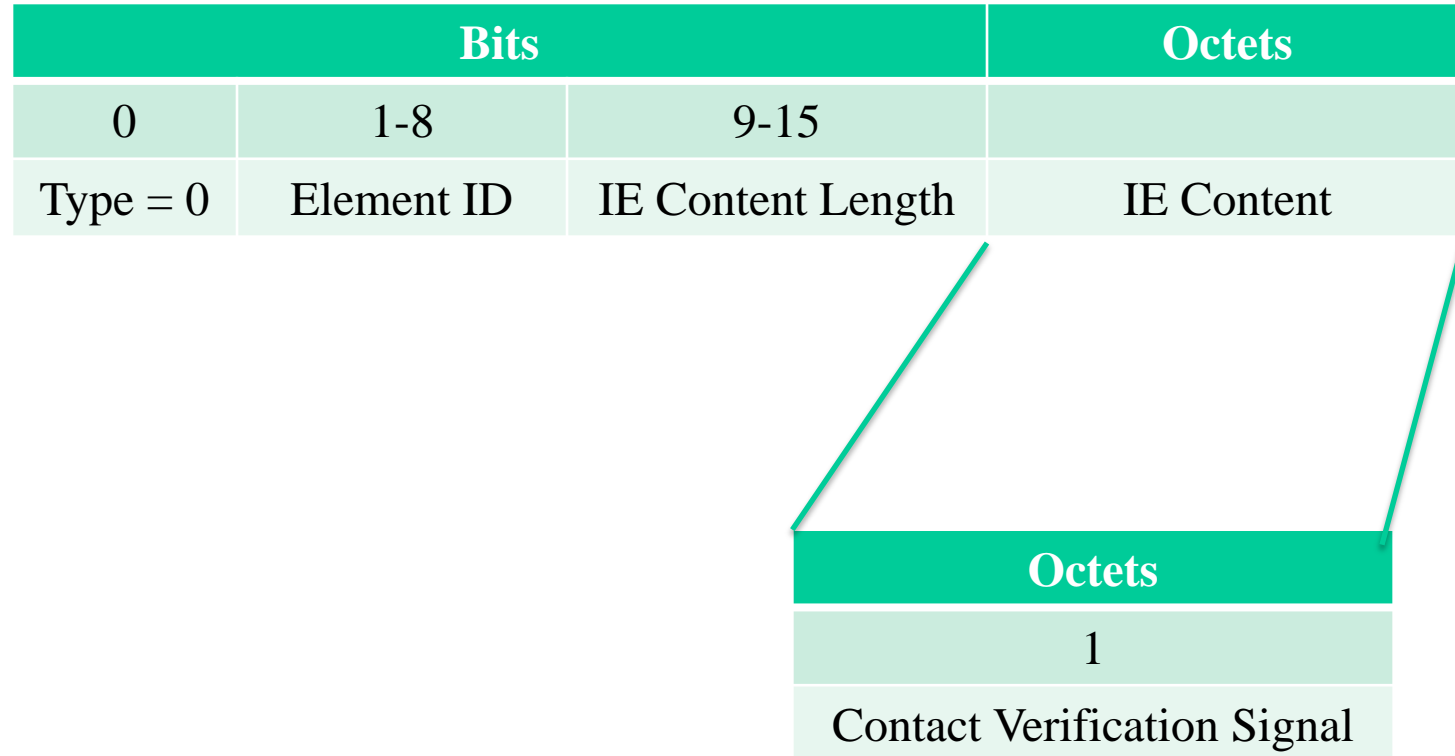 Bits Octets
0 1-8 9-15
Type = 0 Element ID IE Content Length IE Content
Octets
1
Contact Verification Signal